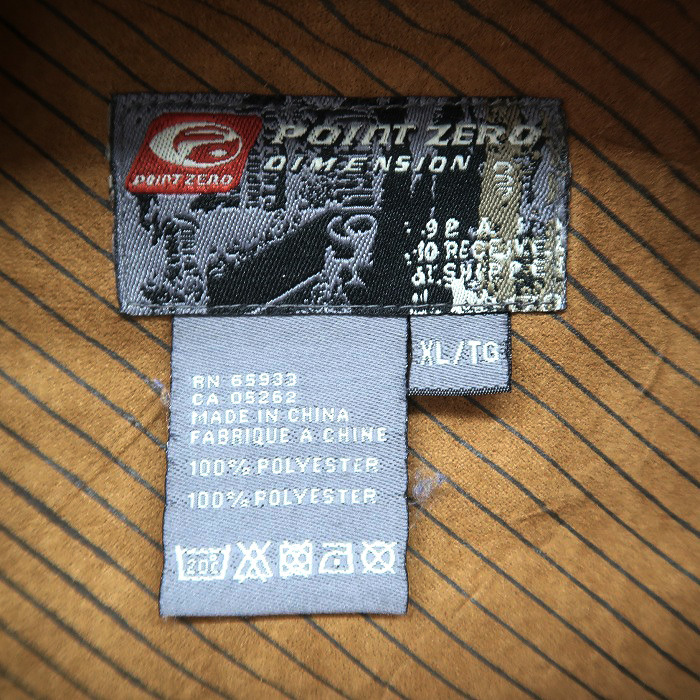 POINT ZERO
POINT ZERO
DIMENSION
XL/TG
RN 65933
CA 05262
MADE IN CHINA
FABRIQUE A CHINE
100% POLYESTER
100% POLYESTER